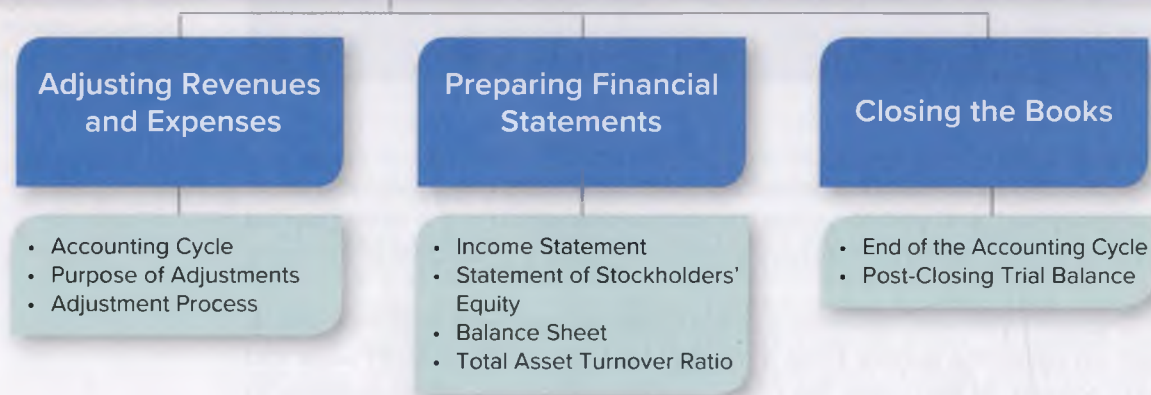 Adjusting Revenues
and Expenses
• Accounting Cycle
• Purpose of Adjustments
• Adjustment Process
Preparing Financial
Statements
• Income Statement
• Statement of Stockholders'
Equity
• Balance Sheet
• Total Asset Turnover Ratio
Closing the Books
• End of the Accounting Cycle
• Post-Closing Trial Balance